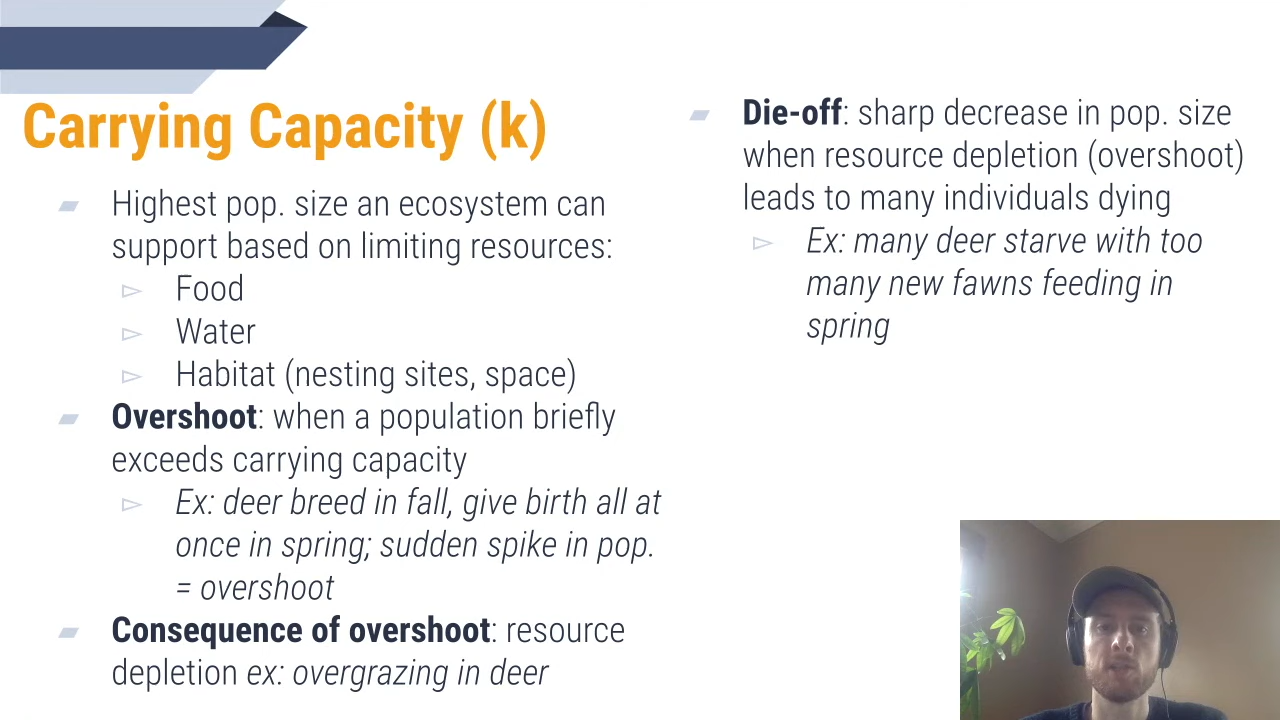 Carrying Capacity (k)
Highest pop. size an ecosystem can
support based on limiting resources:
Food
Water
Habitat (nesting sites, space)
Overshoot: when a population briefly
exceeds carrying capacity
Ex: deer breed in fall, give birth all at
once in spring; sudden spike in pop.
= overshoot
Consequence of overshoot: resource
depletion ex: overgrazing in deer
Die-off: sharp decrease in pop. size
when resource depletion (overshoot)
leads to many individuals dying
Ex: many deer starve with too
many new fawns feeding in
spring